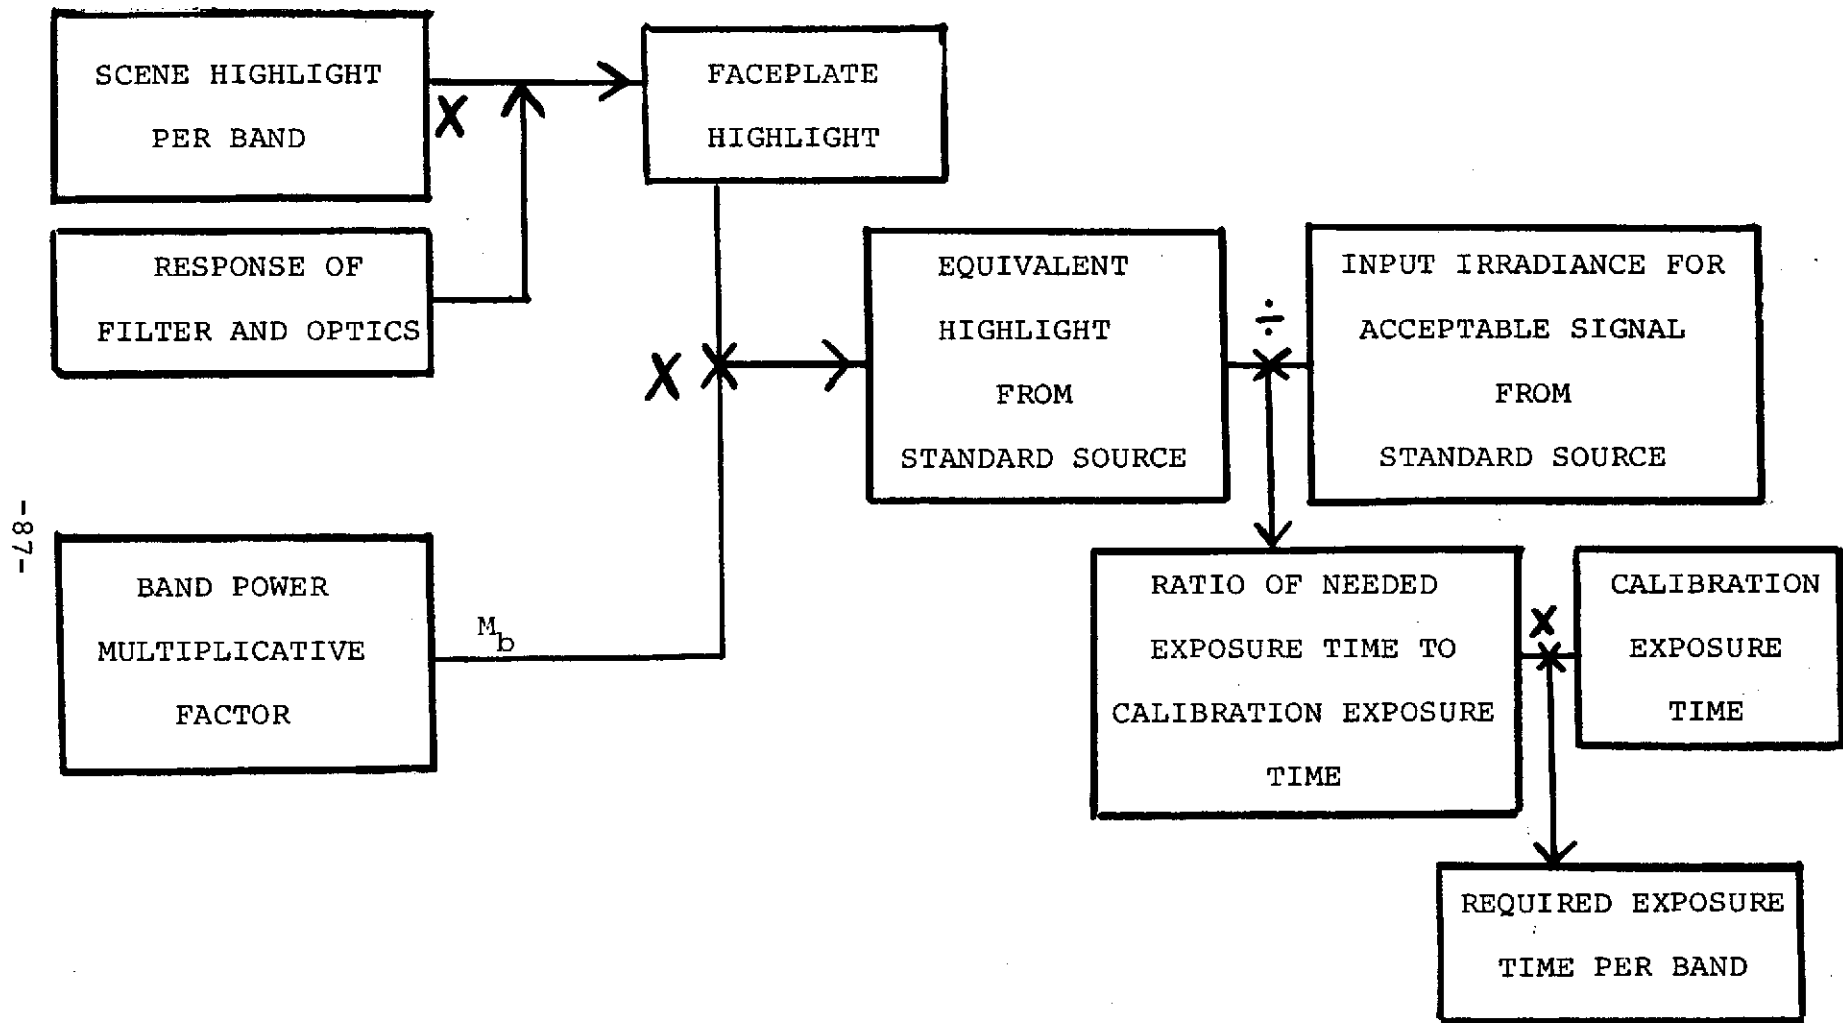 SCENE HIGHLIGHT
PER BAND
X
FACEPLATE
HIGHLIGHT
RESPONSE OF
FILTER AND OPTICS
X
EQUIVALENT
HIGHLIGHT
FROM
STANDARD SOURCE
÷
INPUT IRRADIANCE FOR
ACCEPTABLE SIGNAL
FROM
STANDARD SOURCE
-87-
BAND POWER
MULTIPLICATIVE
FACTOR
Mb
RATIO OF NEEDED
EXPOSURE TIME TO
CALIBRATION EXPOSURE
TIME
X
CALIBRATION
EXPOSURE
TIME
REQUIRED EXPOSURE
TIME PER BAND